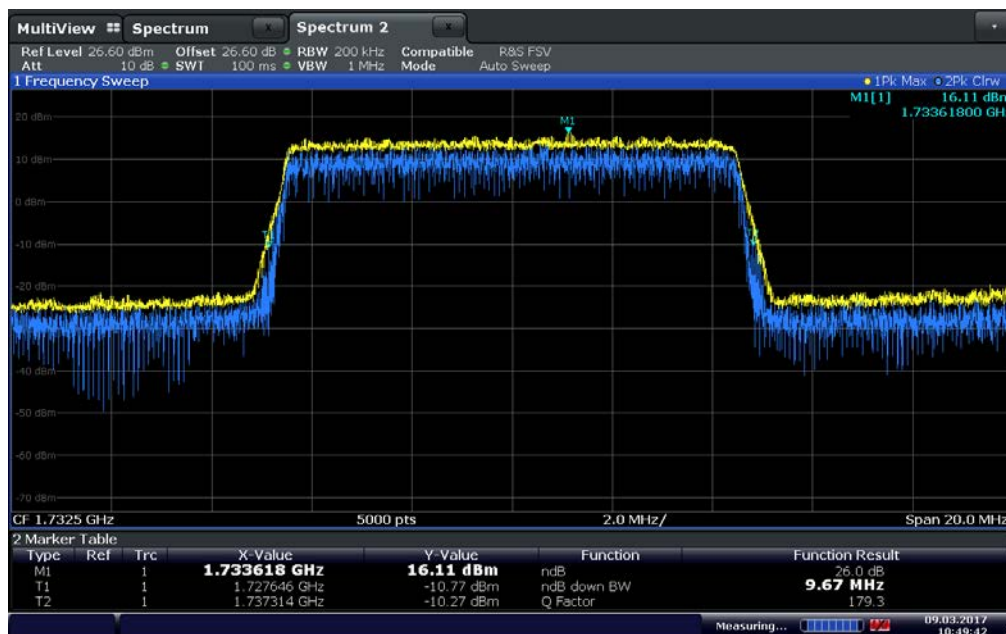 MultiView Spectrum x Spectrum 2 x
Ref Level 26.60 dBm Offset 26.60 dB RBW 200 kHz Compatible R&S FSV
Att 10 dB SWT 100 ms VBW 1 MHz Mode Auto Sweep
1 Frequency Sweep 1Pk Max 2Pk Clrw
M1[1] 16.11 dBm
1.73361800 GHz
20 dBm
M1
10 dBm
0 dBm
-10 dBm
-20 dBm
-30 dBm
-40 dBm
-50 dBm
-60 dBm
-70 dBm
CF 1.7325 GHz 5000 pts 2.0 MHz/ Span 20.0 MHz
2 Marker Table
Type Ref Trc X-Value Y-Value Function Function Result
M1 1 1.733618 GHz 16.11 dBm ndB 26.0 dB
T1 1 1.727646 GHz -10.77 dBm ndB down BW 9.67 MHz
T2 1 1.737314 GHz -10.27 dBm Q Factor 179.3
Measuring... 09.03.2017
10:49:42